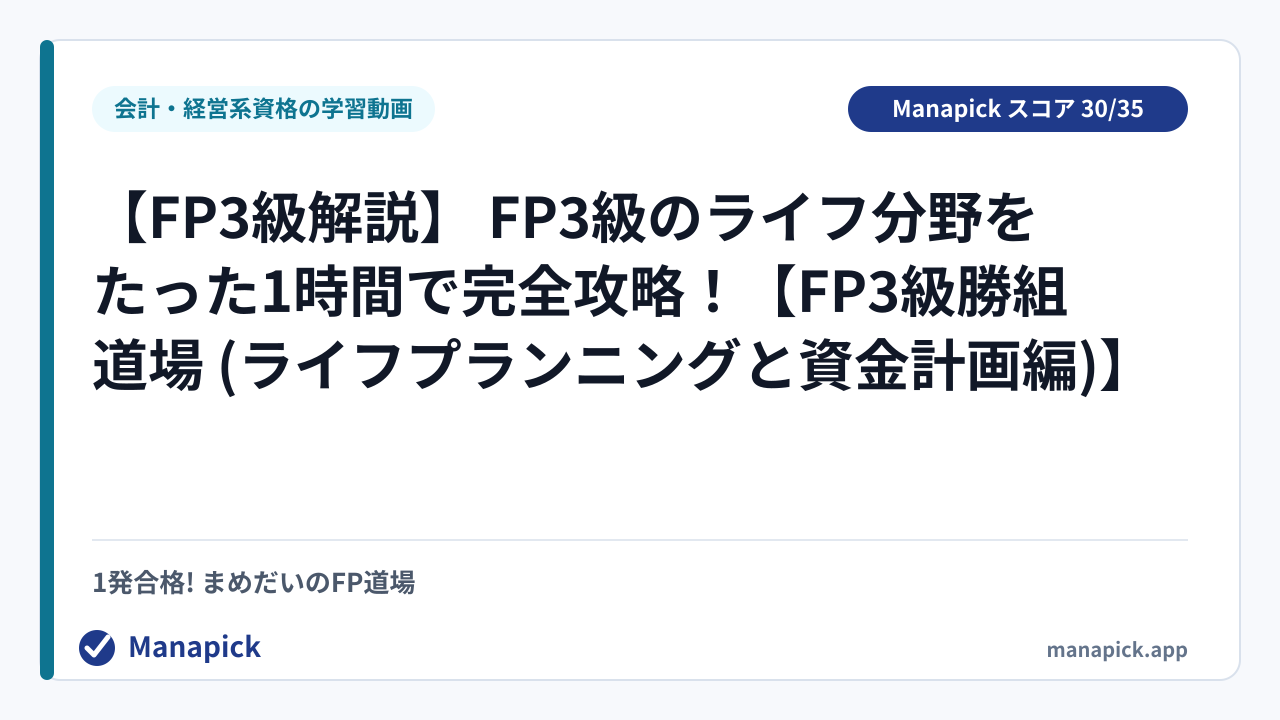 会計・経営系資格の学習動画
Manapick スコア 30/35
【FP3級解説】 FP3級のライフ分野を
たった1時間で完全攻略！【FP3級勝組
道場 (ライフプランニングと資金計画編)】
1発合格! まめだいのFP道場
Manapick
manapick.app